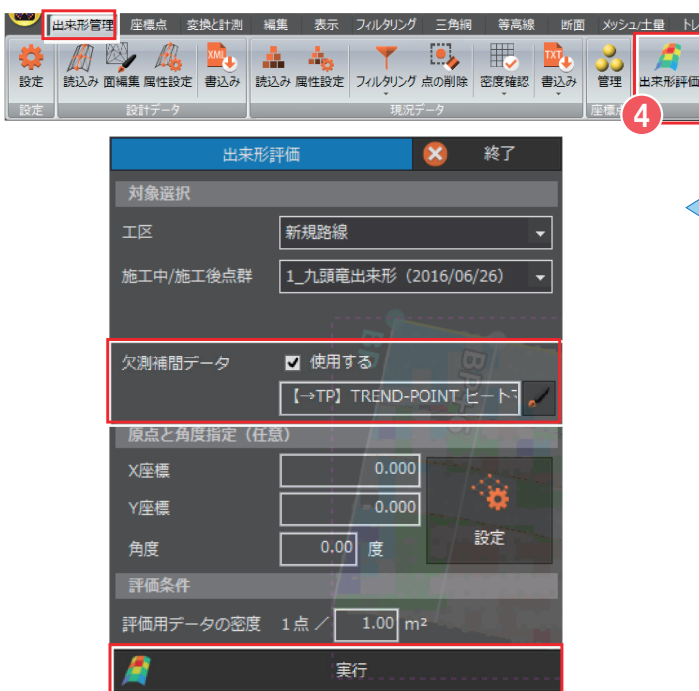 出来形管理 座標点 変換と計測 編集 表示 フィルタリング 三角網 等高線 断面 メッシュ/土量 トレ
XML TXT
設定 読込み 面編集 属性設定 書込み 読込み 属性設定 フィルタリング 点の削除 密度確認 書込み 管理 出来形評価
設定 設計データ 現況データ 座標点
4
出来形評価 終了
対象選択
工区 新規路線
施工中/施工後点群 1_九頭竜出来形（2016/06/26）
欠測補間データ 使用する
【→TP】TREND-POINT ヒートマ
原点と角度指定（任意）
X座標 0.000
Y座標 0.000
設定
角度 0.00 度
評価条件
評価用データの密度 1点／ 1.00 m²
実行